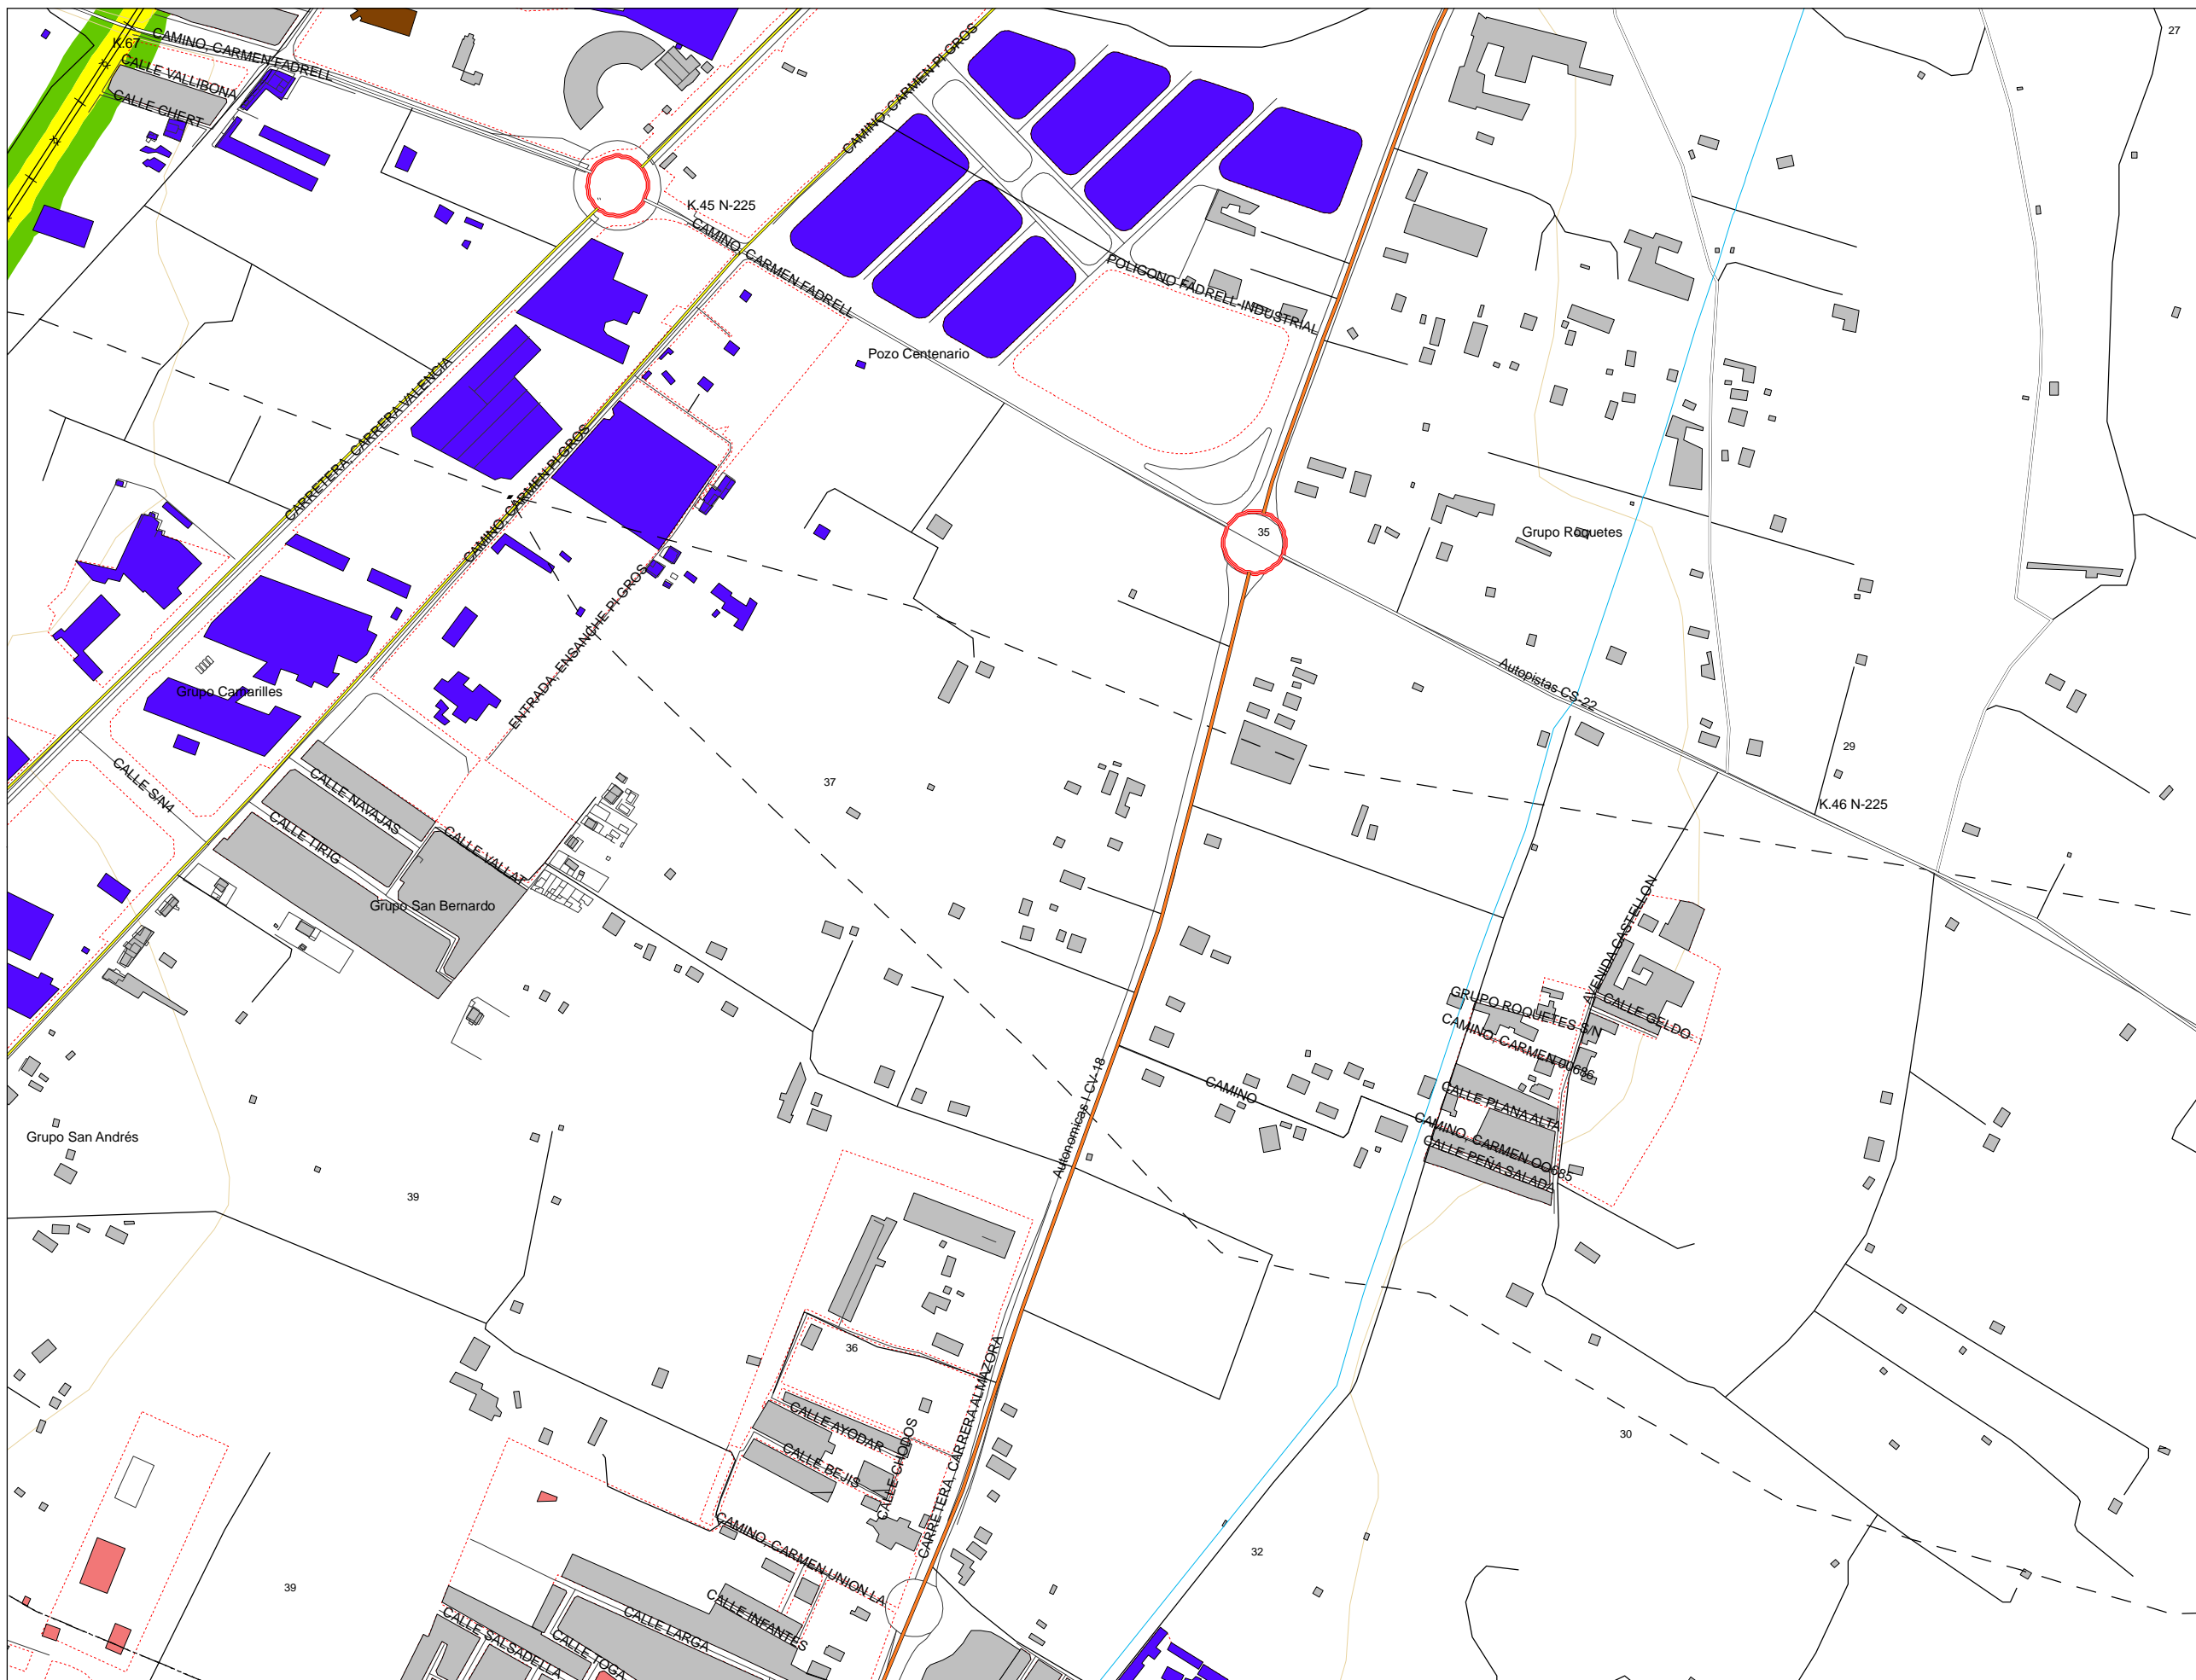 27
CAMINO, CARMEN FADRELL
K.67
CALLE VALLIBONA
CALLE CHERT
CAMINO, CARMEN PI GROS
K.45 N-225
CAMINO, CARMEN FADRELL
POLIGONO FADRELL-INDUSTRIAL
Pozo Centenario
CARRETERA, CARRERA VALENCIA
CAMINO, CARMEN PI GROS
35
Grupo Roquetes
ENTRADA, ENSANCHE PI GROS
Autopistas CS-22
Grupo Camarilles
29
CALLE S/N4
CALLE NAVAJAS
37
K.46 N-225
CALLE TIRIG
CALLE VALLAT
Grupo San Bernardo
AVENIDA CASTELLON
GRUPO ROQUETES S/N
CALLE GELDO
CAMINO, CARMEN 00686
CAMINO
CALLE PLANA ALTA
Autonomicas I CV-18
CAMINO, CARMEN OO685
CALLE PEÑA SALADA
Grupo San Andrés
39
36
CARRETERA, CARRERA ALMAZORA
CALLE AYODAR
CALLE CHODOS
CALLE BEJIS
30
CAMINO, CARMEN UNION LA
32
39
CALLE INFANTES
CALLE LARGA
CALLE SALSADELLA
CALLE TOGA